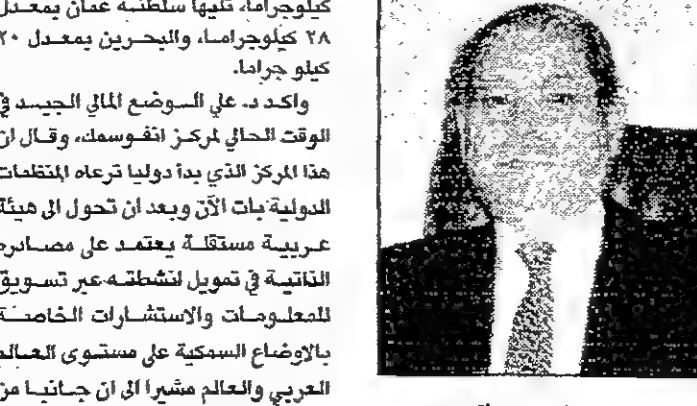 كيلوجراما، تليها سلطنة عمان بمعدل
٢٨ كيلوجراما، والبحرين بمعدل ٢٠
كيلو جراما.
واكد د. علي الوضع المالي الجيد في
الوقت الحالي لمركز انفوسمك، وقال ان
هذا المركز الذي بدأ دوليا ترعاه المنظمات
الدولية بات الآن وبعد ان تحول الى هيئة
عربية مستقلة يعتمد على مصادره
الذاتية في تمويل انشطته عبر تسويق
للمعلومات والاستشارات الخاصة
بالاوضاع السمكية على مستوى العالم
العربي والعالم مشيرا الى ان جانبا من